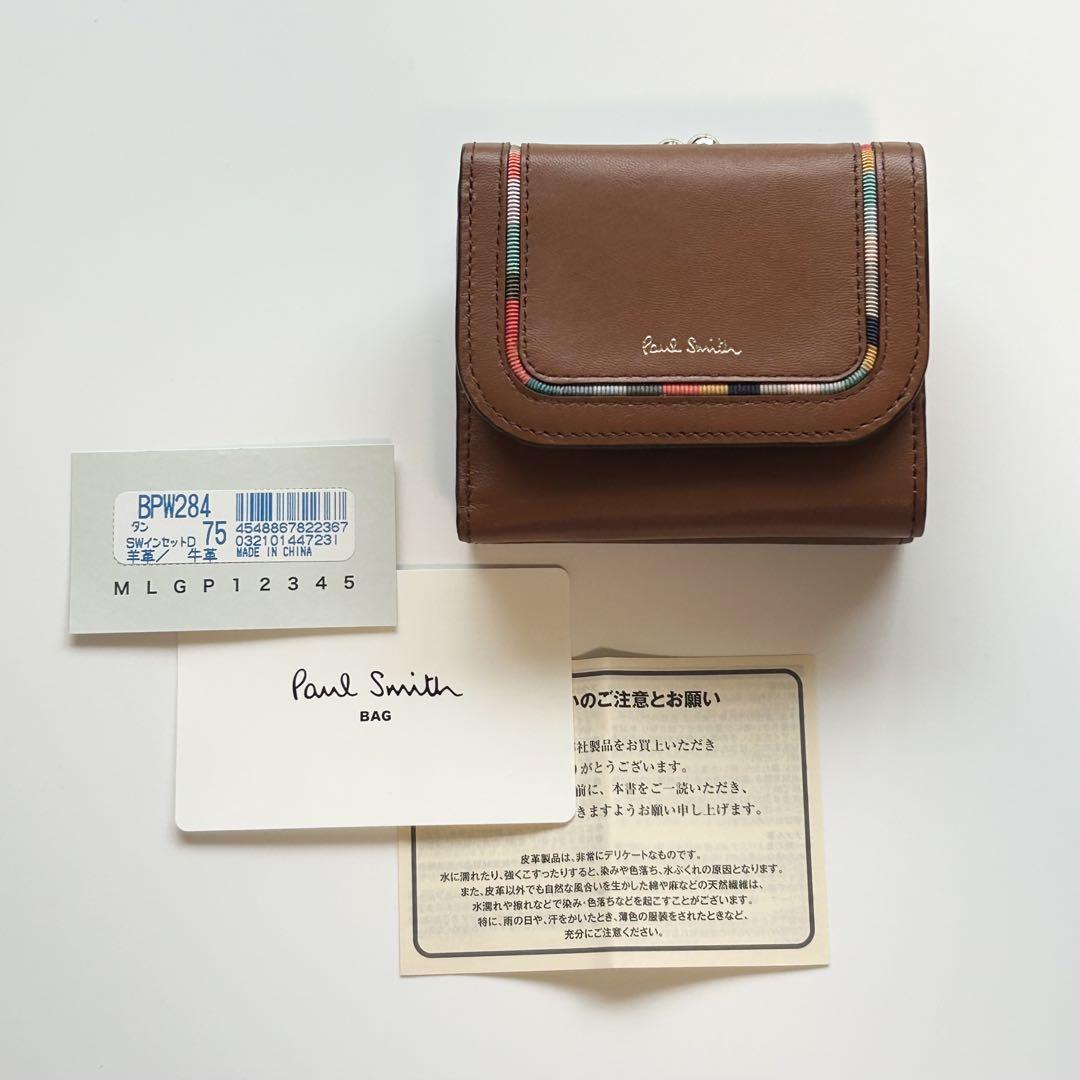 Paul Smith
BPW284
タン
SWインセットD 75
羊革／ 牛革
4548867822367
032101447231
MADE IN CHINA
M L G P 1 2 3 4 5
Paul Smith
BAG
いのご注意とお願い
社製品をお買上いただき
がとうございます。
前に、本書をご一読いただき、
きますようお願い申し上げます。
皮革製品は、非常にデリケートなものです。
水に濡れたり、強くこすったりすると、染みや色落ち、水ぶくれの原因となります。
また、皮革以外でも自然な風合いを生かした綿や麻などの天然繊維は、
水濡れや擦れなどで染み・色落ちなどを起こすことがございます。
特に、雨の日や、汗をかいたとき、薄色の服装をされたときなど、
充分にご注意ください。